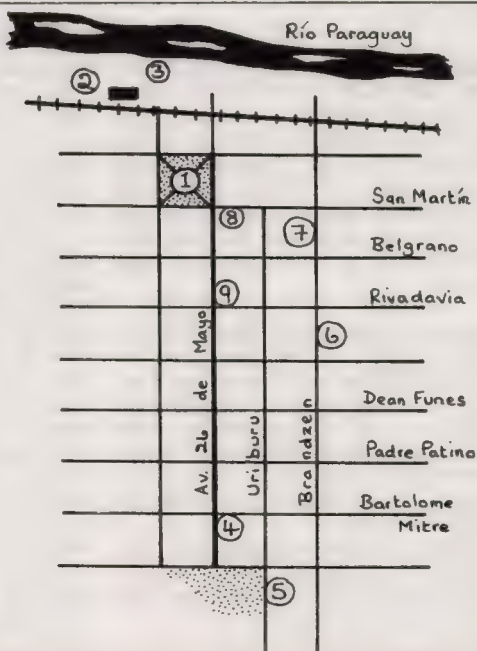 Río Paraguay
③
②
①
San Martín
⑧
⑦
Belgrano
⑨
Rivadavia
⑥
Av. 26 de Mayo
Uriburu
Brandzen
Dean Funes
Padre Patino
Bartolome
Mitre
④
⑤